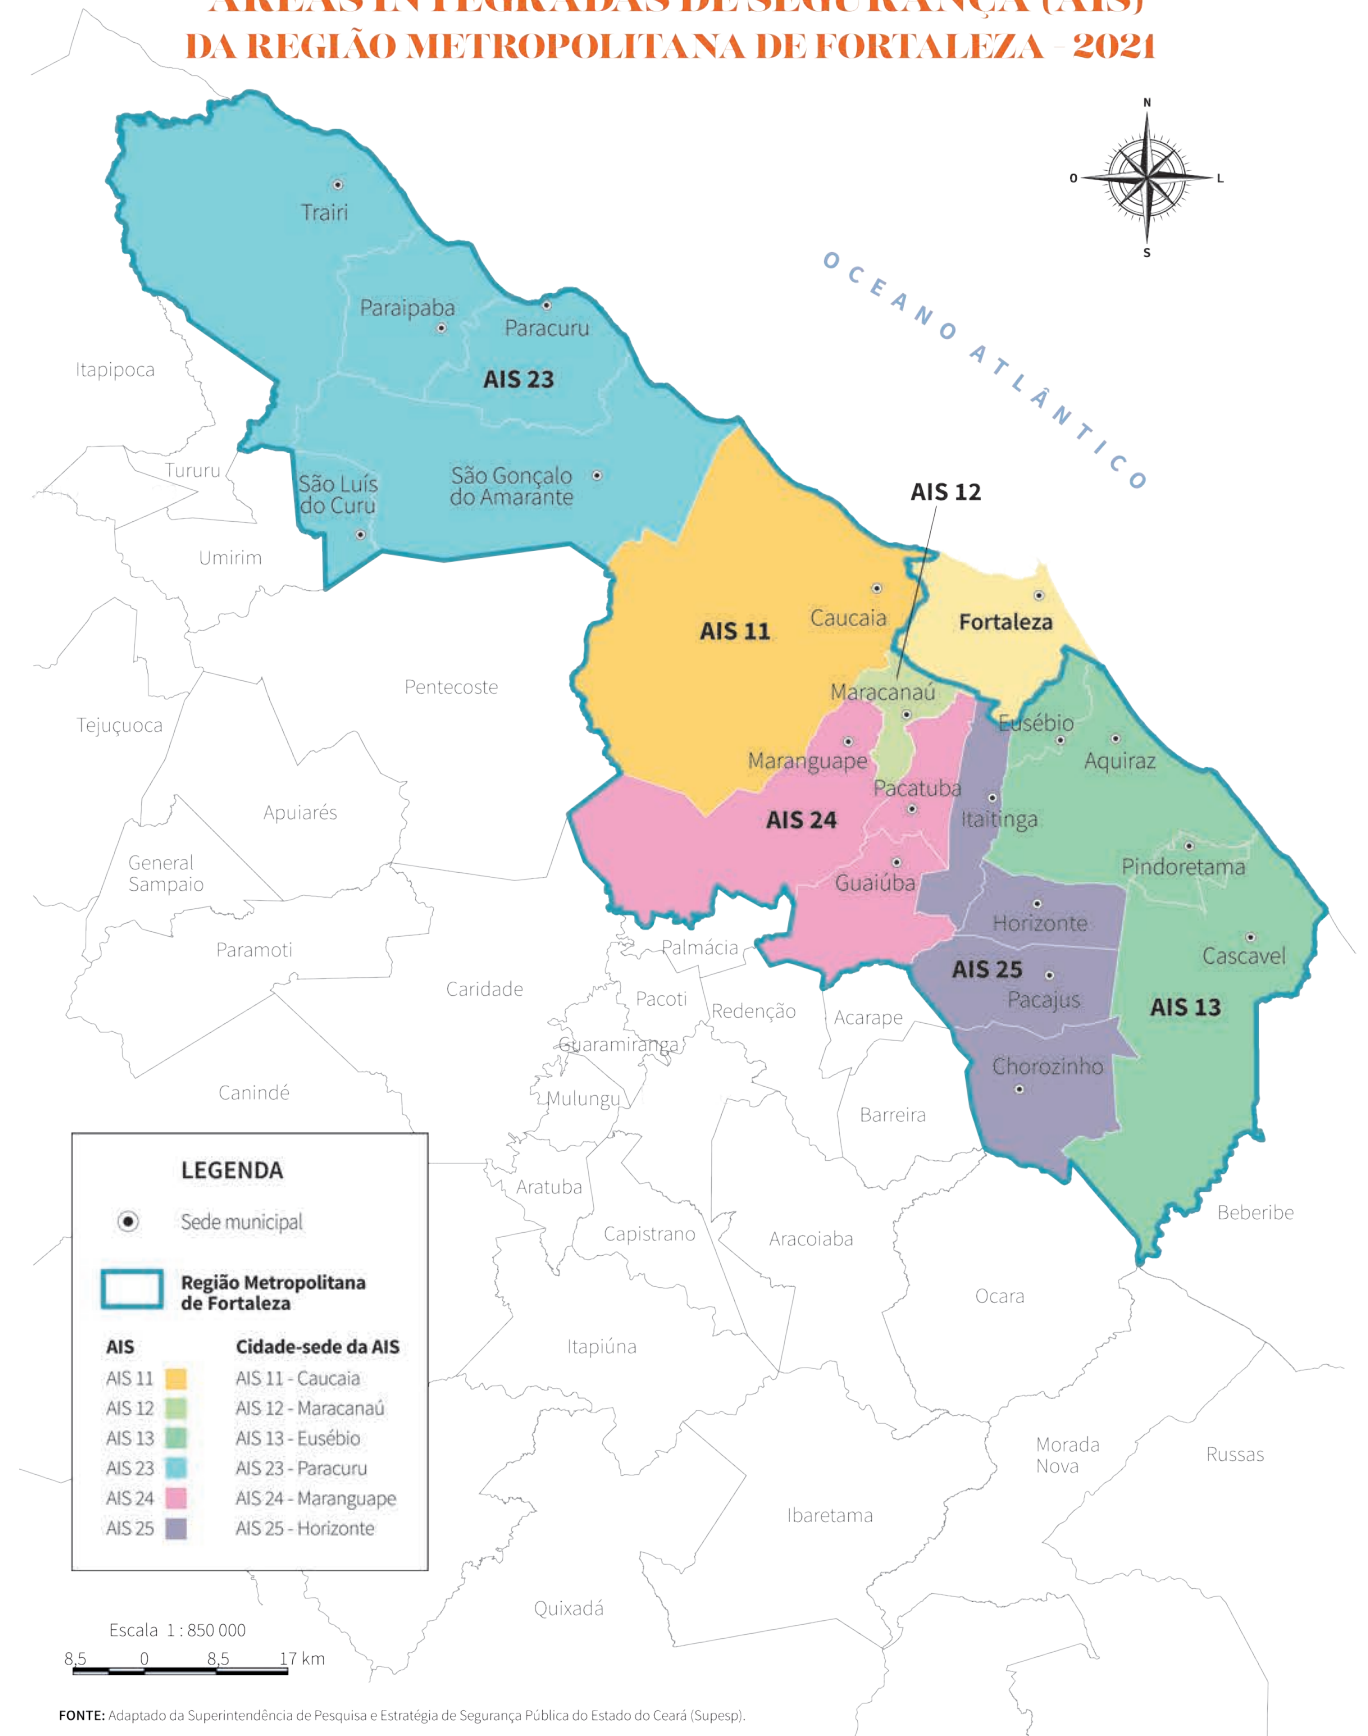 ÁREAS INTEGRADAS DE SEGURANÇA (AIS)
DA REGIÃO METROPOLITANA DE FORTALEZA - 2021
N
O
L
S
OCEANO ATLÂNTICO
Trairi
Paraipaba
Paracuru
AIS 23
Itapipoca
Tururu
São Luís
do Curu
São Gonçalo
do Amarante
AIS 12
Umirim
AIS 11
Caucaia
Fortaleza
Pentecoste
Maracanaú
Tejuçuoca
Eusébio
Maranguape
Aquiraz
Pacatuba
Apuiarés
AIS 24
Itaitinga
General
Sampaio
Pindoretama
Guaiúba
Horizonte
Paramoti
Palmácia
Cascavel
AIS 25
Caridade
Pacoti
Pacajus
Redenção
AIS 13
Acarape
Guaramiranga
Chorozinho
Canindé
Mulungu
Barreira
LEGENDA
Sede municipal
Região Metropolitana
de Fortaleza
AIS Cidade-sede da AIS
AIS 11 AIS 11 - Caucaia
AIS 12 AIS 12 - Maracanaú
AIS 13 AIS 13 - Eusébio
AIS 23 AIS 23 - Paracuru
AIS 24 AIS 24 - Maranguape
AIS 25 AIS 25 - Horizonte
Aratuba
Beberibe
Capistrano
Aracoiaba
Ocara
Itapiúna
Morada
Nova
Russas
Ibaretama
Quixadá
Escala 1 : 850 000
8,5 0 8,5 17 km
FONTE: Adaptado da Superintendência de Pesquisa e Estratégia de Segurança Pública do Estado do Ceará (Supesp).